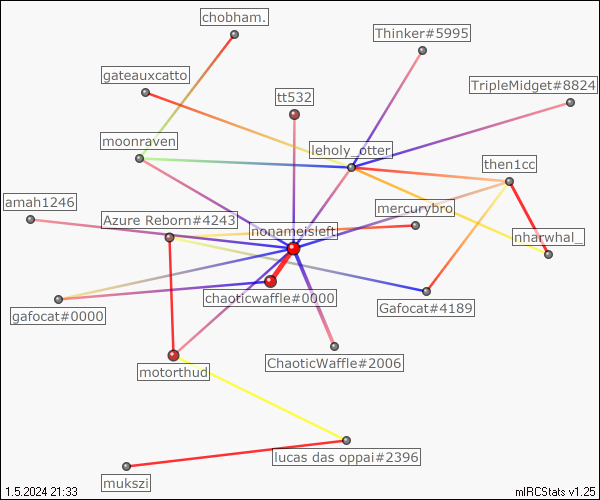 chobham.
Thinker#5995
gateauxcatto
TripleMidget#8824
tt532
moonraven
leholy_otter
then1cc
amah1246
mercurybro
Azure Reborn#4243
nonameisleft
nharwhal_
chaoticwaffle#0000
Gafocat#4189
gafocat#0000
ChaoticWaffle#2006
motorthud
lucas das oppai#2396
mukszi
1.5.2024 21:33
mIRCStats v1.25